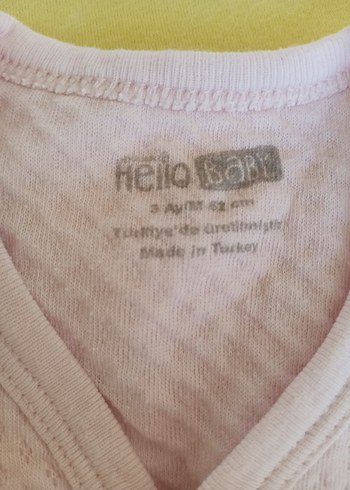 Hello BABY
3 Ay/M-62 cm
Türkiye'de üretilmiştir
Made in Turkey